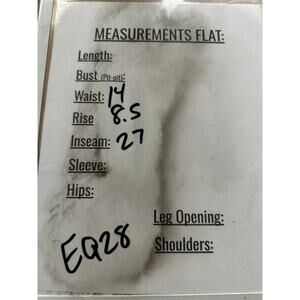 MEASUREMENTS FLAT:
Length:
Bust (Pit-pit):
Waist: 14
Rise 8.5
Inseam: 27
Sleeve:
Hips:
Leg Opening:
EQ28 Shoulders: